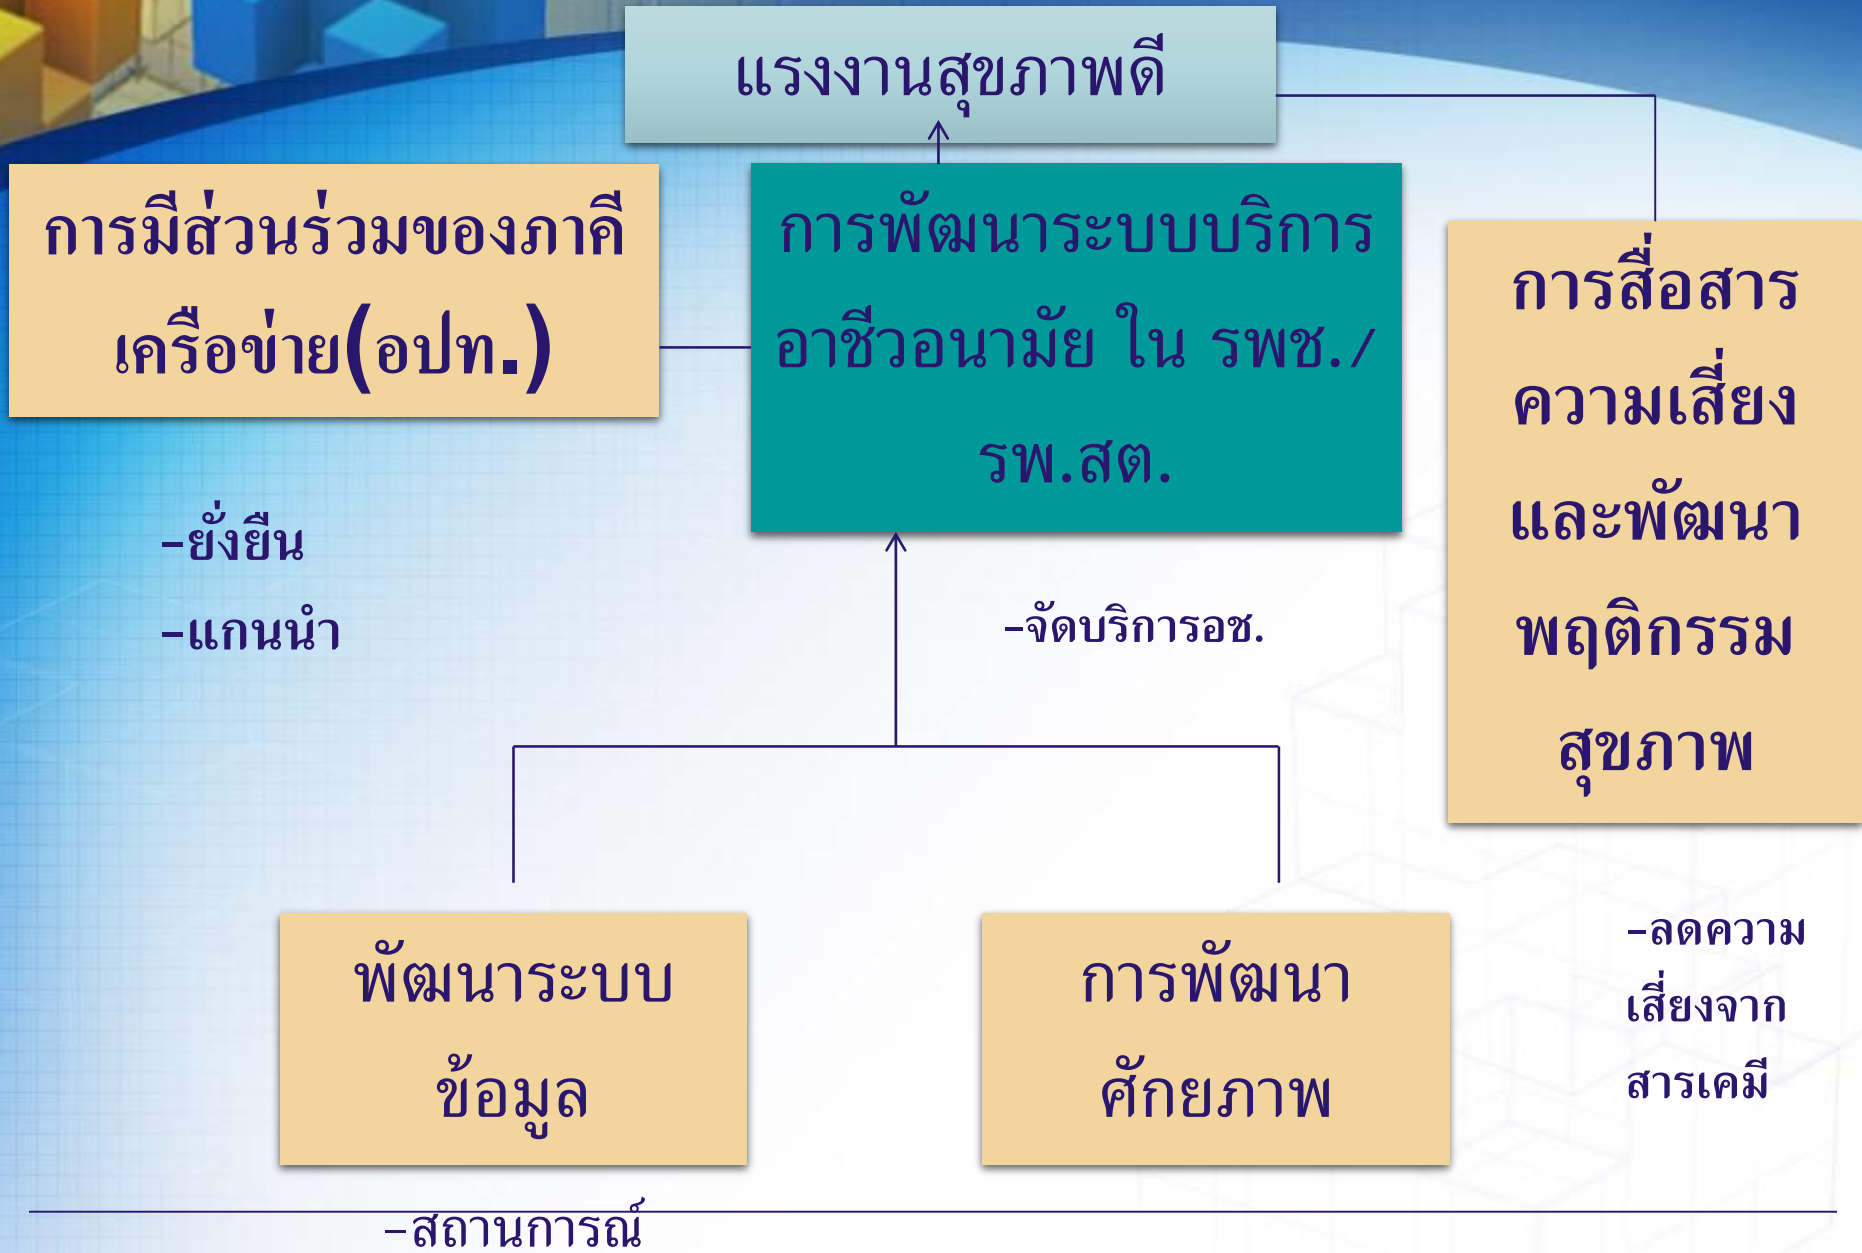 แรงงานสุขภาพดี
การมีส่วนร่วมของภาคี
เครือข่าย(อปท.)
การพัฒนาระบบบริการ
อาชีวอนามัย ใน รพช./
รพ.สต.
การสื่อสาร
ความเสี่ยง
และพัฒนา
พฤติกรรม
สุขภาพ
-ยั่งยืน
-แกนนำ
-จัดบริการอช.
พัฒนาระบบ
ข้อมูล
การพัฒนา
ศักยภาพ
-ลดความ
เสี่ยงจาก
สารเคมี
-สถานการณ์